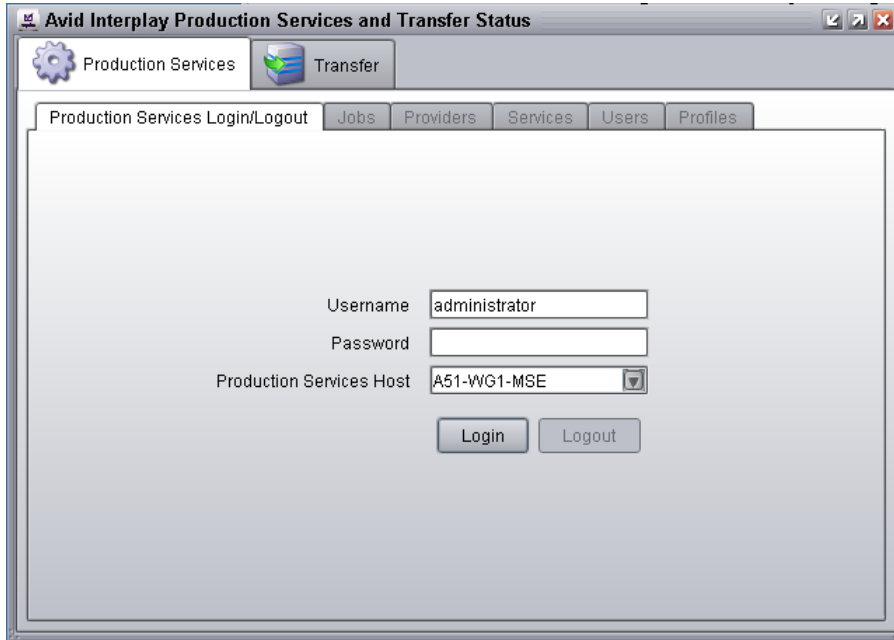 Avid Interplay Production Services and Transfer Status
Production Services Transfer
Production Services Login/Logout Jobs Providers Services Users Profiles
Username administrator
Password
Production Services Host A51-WG1-MSE
Login Logout